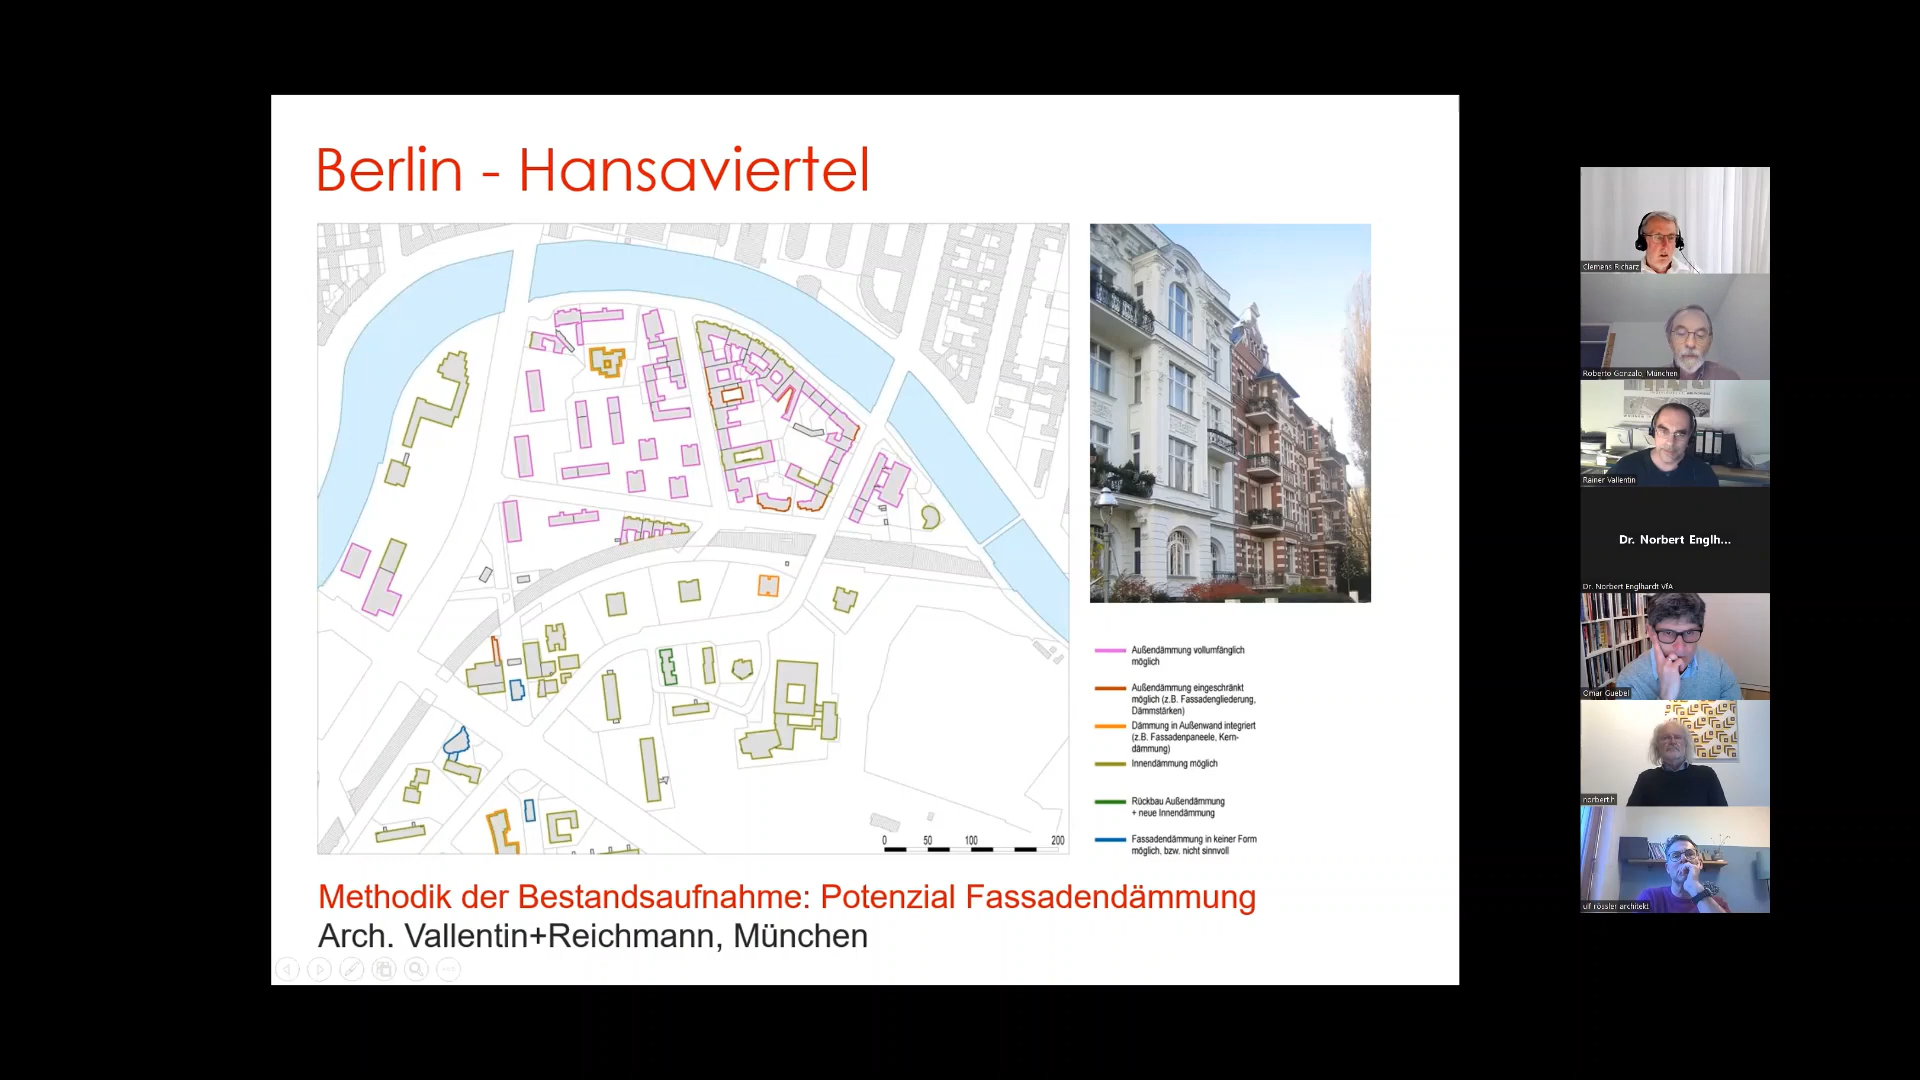 Berlin - Hansaviertel
Außendämmung vollumfänglich
möglich
Außendämmung eingeschränkt
möglich (z.B. Fassadengliederung,
Dämmstärken)
Dämmung in Außenwand integriert
(z.B. Fassadenpaneele, Kern-
dämmung)
Innendämmung möglich
Rückbau Außendämmung
+ neue Innendämmung
Fassadendämmung in keiner Form
möglich, bzw. nicht sinnvoll
0 50 100 200
Methodik der Bestandsaufnahme: Potenzial Fassadendämmung
Arch. Vallentin+Reichmann, München
Clemens Richarz
Roberto Gonzalo, München
Rainer Vallentin
Dr. Norbert Englh...
Dr. Norbert Englhardt VfA
Omar Guebel
norbert.h
ulf rössler architekt